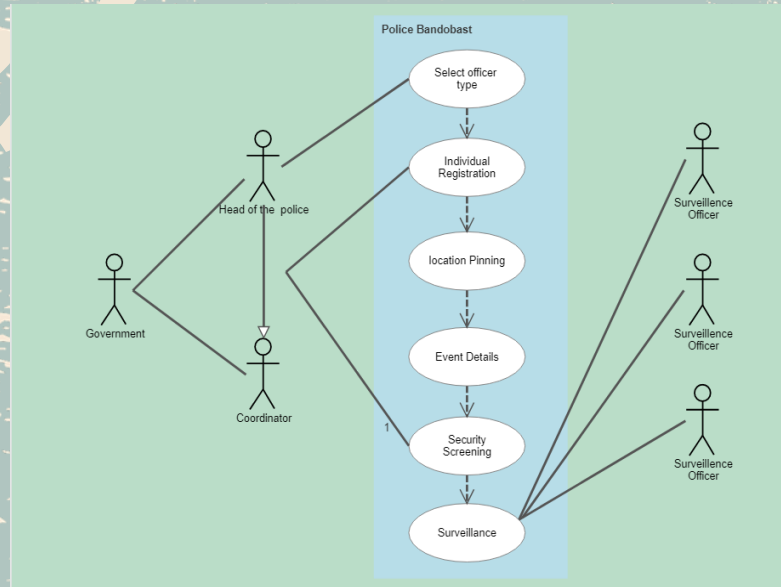 Police Bandobast
Select officer
type
Individual
Registration
location Pinning
Event Details
Security
Screening
Surveillance
Head of the police
Government
Coordinator
1
Surveillence
Officer
Surveillence
Officer
Surveillence
Officer